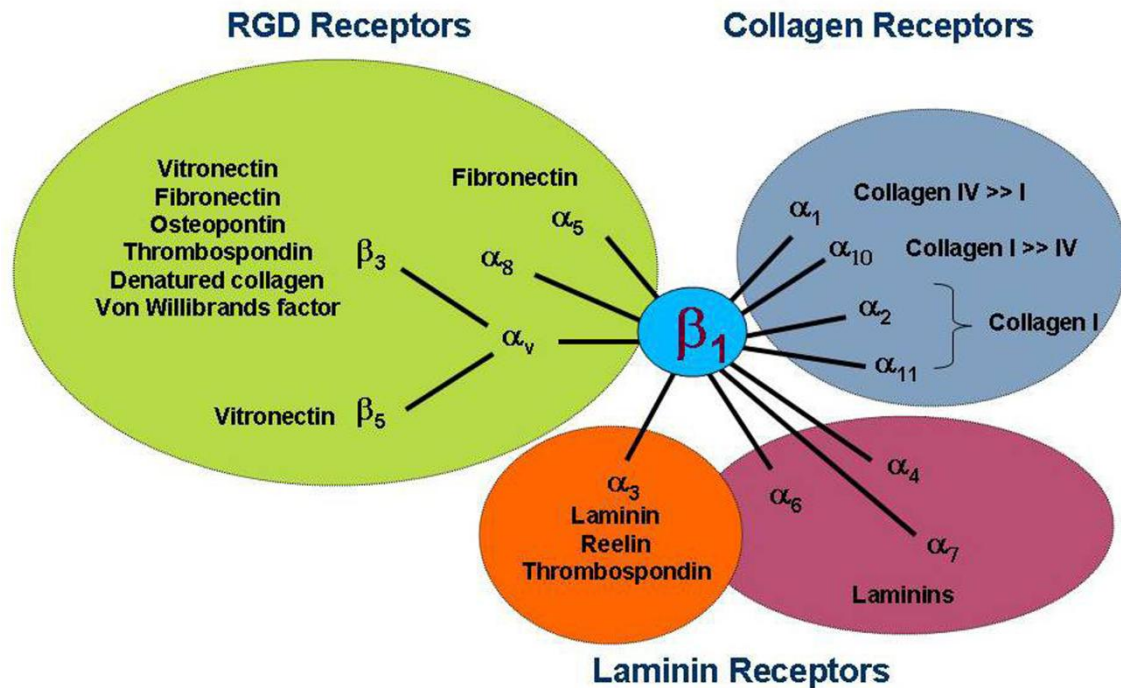 RGD Receptors
Collagen Receptors
Vitronectin
Fibronectin
Osteopontin
Thrombospondin
Denatured collagen
Von Willibrands factor
β3
Fibronectin
α5
α8
αv
Vitronectin β5
β1
α1
Collagen IV >> I
α10
Collagen I >> IV
α2
α11
Collagen I
α3
Laminin
Reelin
Thrombospondin
α6
α4
α7
Laminins
Laminin Receptors